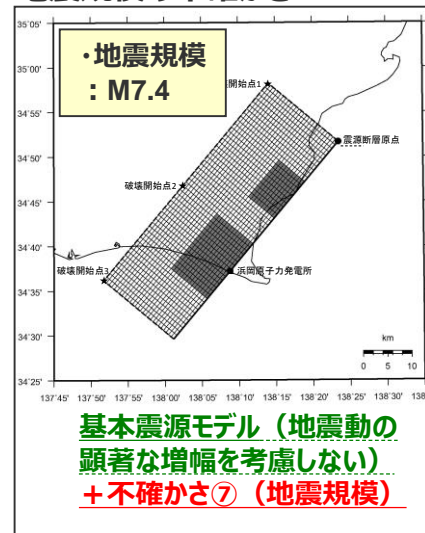 ・地震規模
: M7.4
35˚05'
35˚00'
34˚55'
34˚50'
34˚45'
34˚40'
34˚35'
34˚30'
34˚25'
開始点1
震源断層原点
破壊開始点2
浜岡原子力発電所
破壊開始点3
km
0 5 10
137˚45' 137˚55' 138˚00' 138˚05' 138˚10' 138˚15' 138˚20' 138˚25' 138˚30'
基本震源モデル（地震動の
顕著な増幅を考慮しない）
＋不確かさ⑦（地震規模）